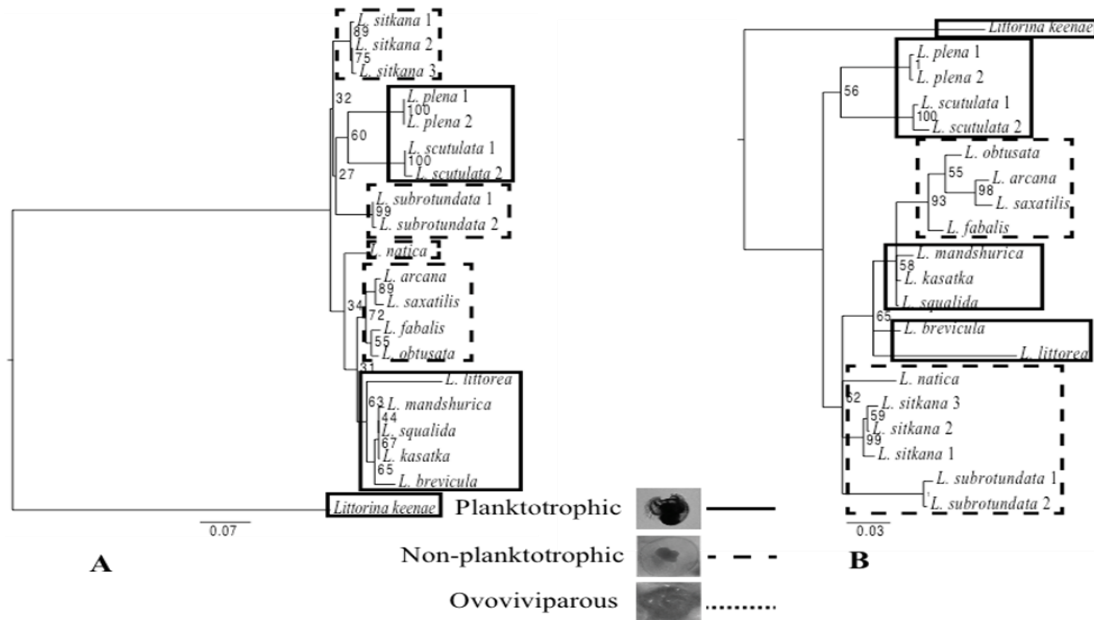 L. sitkana 1
89
L. sitkana 2
75
L. sitkana 3
32
L. plena 1
100
L. plena 2
60
L. scutulata 1
100
L. scutulata 2
27
L. subrotundata 1
99
L. subrotundata 2
L. natica
34
L. arcana
89
L. saxatilis
72
L. fabalis
55
L. obtusata
31
L. littorea
63
L. mandshurica
44
L. squalida
67
L. kasatka
65
L. brevicula
Littorina keenae
0.07
A
Littorina keenae
L. plena 1
1
L. plena 2
56
L. scutulata 1
100
L. scutulata 2
L. obtusata
55
L. arcana
98
L. saxatilis
93
L. fabalis
L. mandshurica
58
L. kasatka
L. squalida
65
L. brevicula
L. littorea
L. natica
62
L. sitkana 3
59
L. sitkana 2
99
L. sitkana 1
L. subrotundata 1
L. subrotundata 2
0.03
B
Planktotrophic
Non-planktotrophic
Ovoviviparous